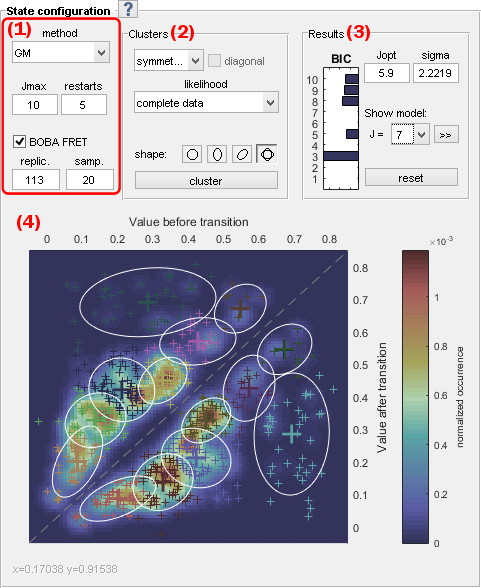 State configuration ?
(1)
method
GM
Jmax restarts
10 5
BOBA FRET
replic. samp.
113 20
Clusters (2)
symmet... diagonal
likelihood
complete data
shape:
cluster
Results (3)
BIC
10
9
8
7
6
5
4
3
2
1
Jopt sigma
5.9 2.2219
Show model:
J = 7 >>
reset
(4)
Value before transition
0 0.1 0.2 0.3 0.4 0.5 0.6 0.7 0.8
0.8
0.7
0.6
0.5
0.4
0.3
0.2
0.1
0
Value after transition
×10⁻³
1
0.8
0.6
0.4
0.2
0
normalized occurrence
x=0.17038 y=0.91538